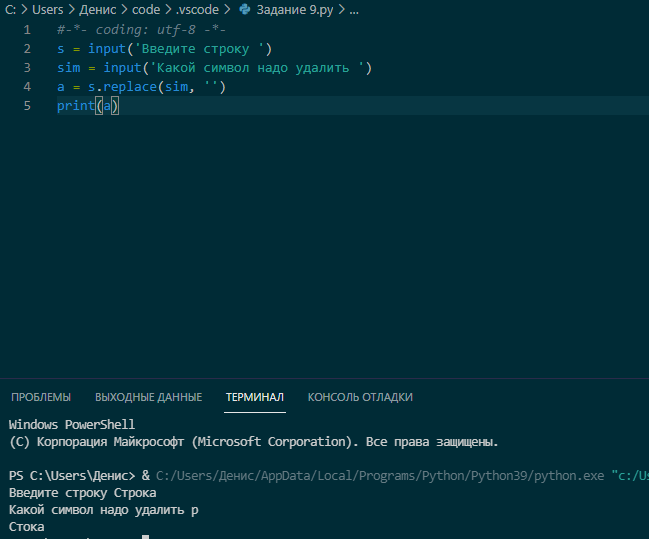 C: > Users > Денис > code > .vscode > Задание 9.py > ...
1 #-*- coding: utf-8 -*-
2 s = input('Введите строку ')
3 sim = input('Какой символ надо удалить ')
4 a = s.replace(sim, '')
5 print(a)
ПРОБЛЕМЫ ВЫХОДНЫЕ ДАННЫЕ ТЕРМИНАЛ КОНСОЛЬ ОТЛАДКИ
Windows PowerShell
(C) Корпорация Майкрософт (Microsoft Corporation). Все права защищены.
PS C:\Users\Денис> & C:/Users/Денис/AppData/Local/Programs/Python/Python39/python.exe "c:/Us
Введите строку Строка
Какой символ надо удалить р
Стока